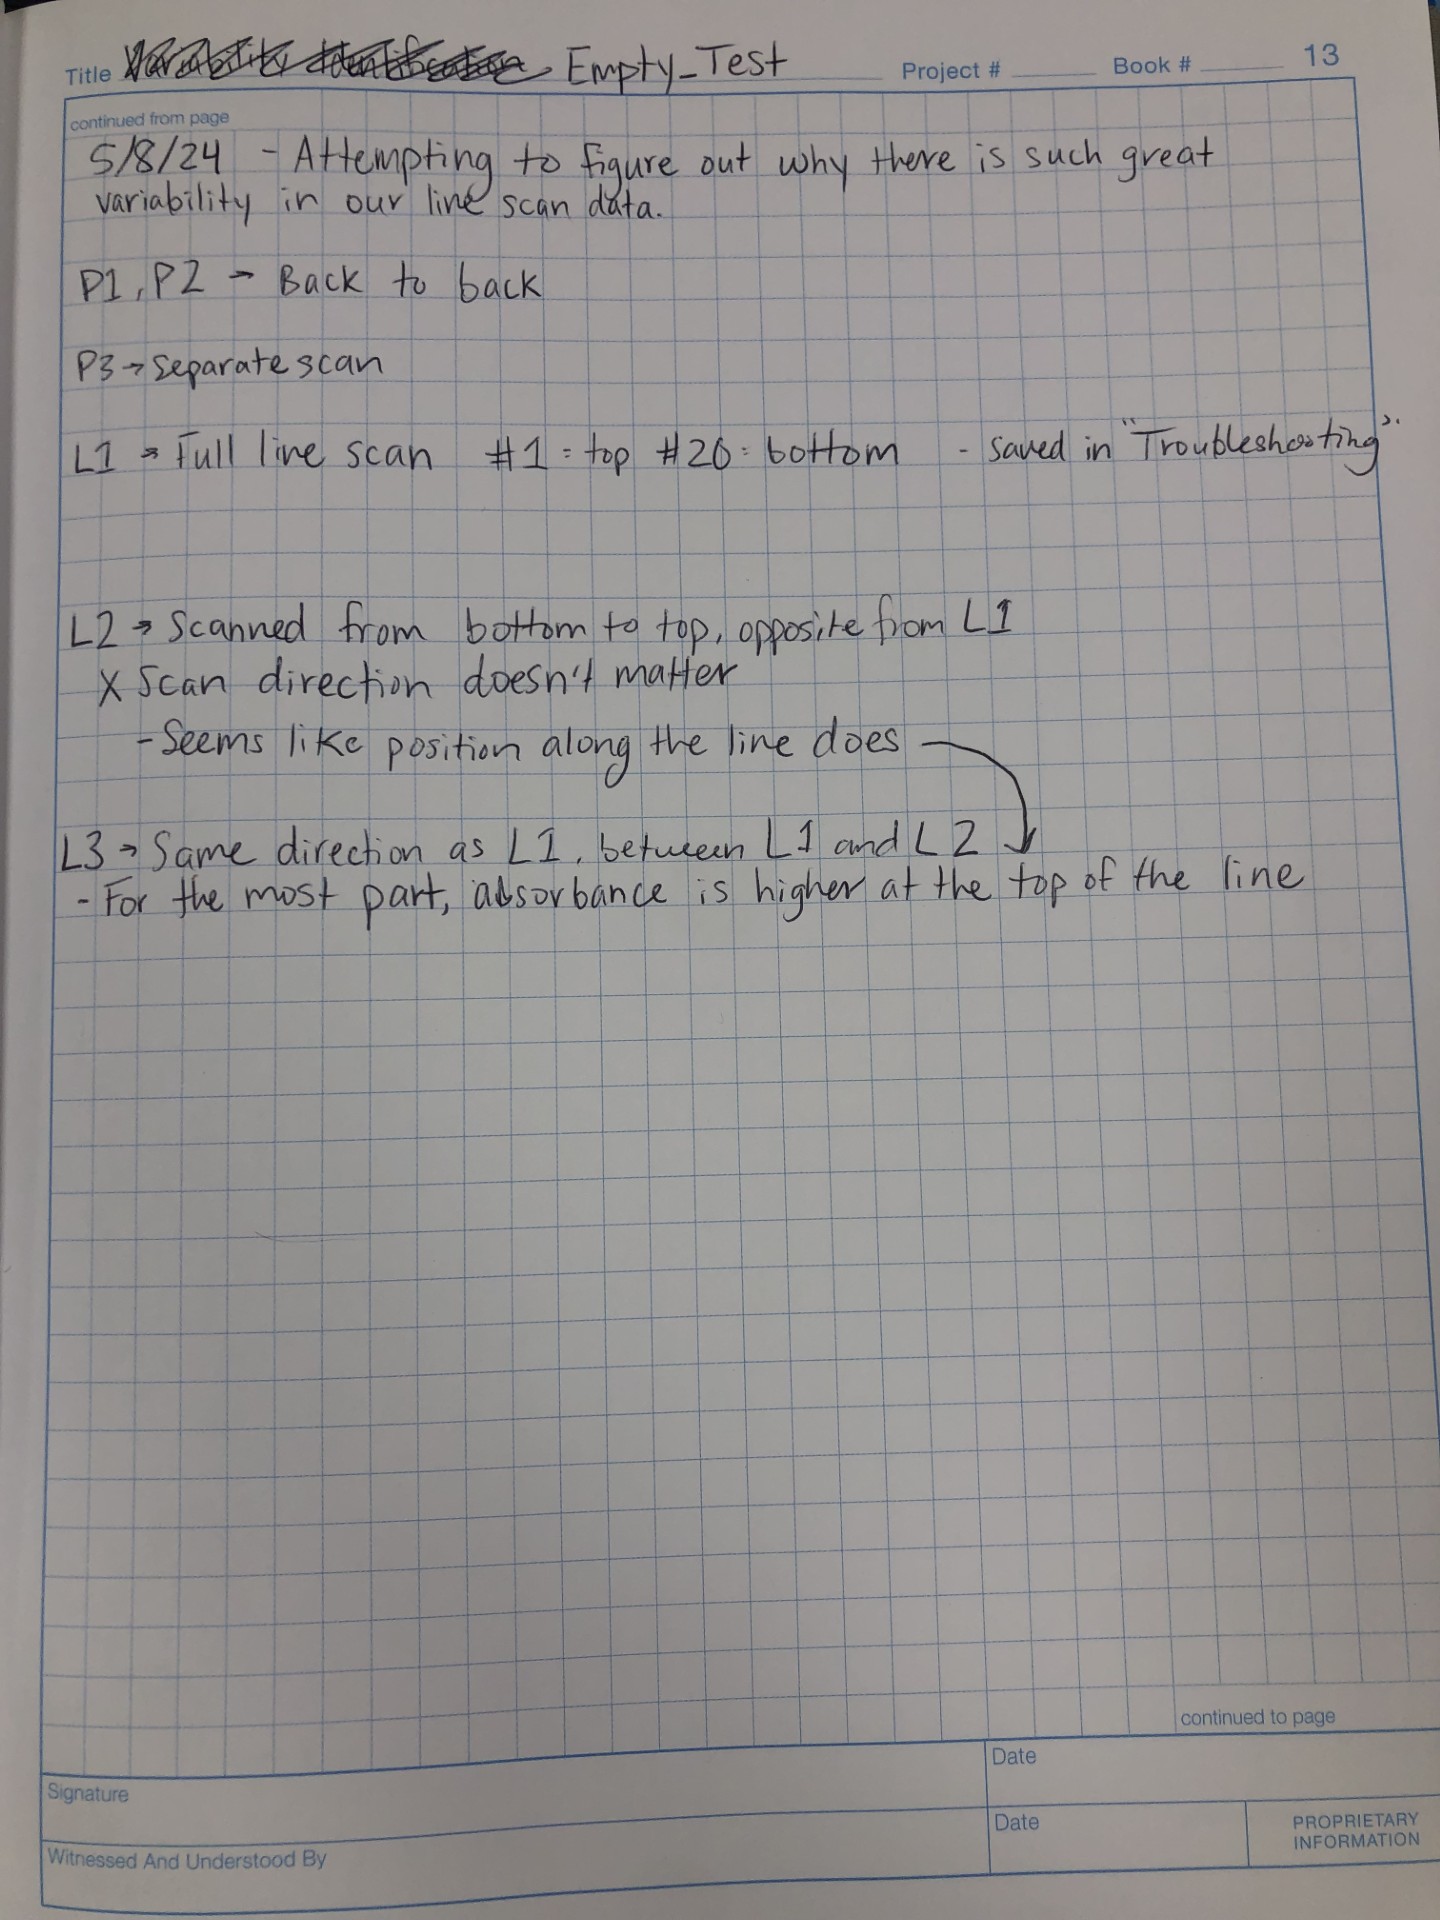 Title Variability Identification Empty_Test Project # Book # 13
continued from page
5/8/24 - Attempting to figure out why there is such great
variability in our line scan data.
P1, P2 → Back to back
P3 → Separate scan
L1 → Full line scan #1 = top #20 = bottom - saved in "Troubleshooting".
L2 → Scanned from bottom to top, opposite from L1
X Scan direction doesn't matter
- Seems like position along the line does
L3 → Same direction as L1, between L1 and L2
- For the most part, absorbance is higher at the top of the line
continued to page
Signature
Date
Witnessed And Understood By
Date
PROPRIETARY
INFORMATION